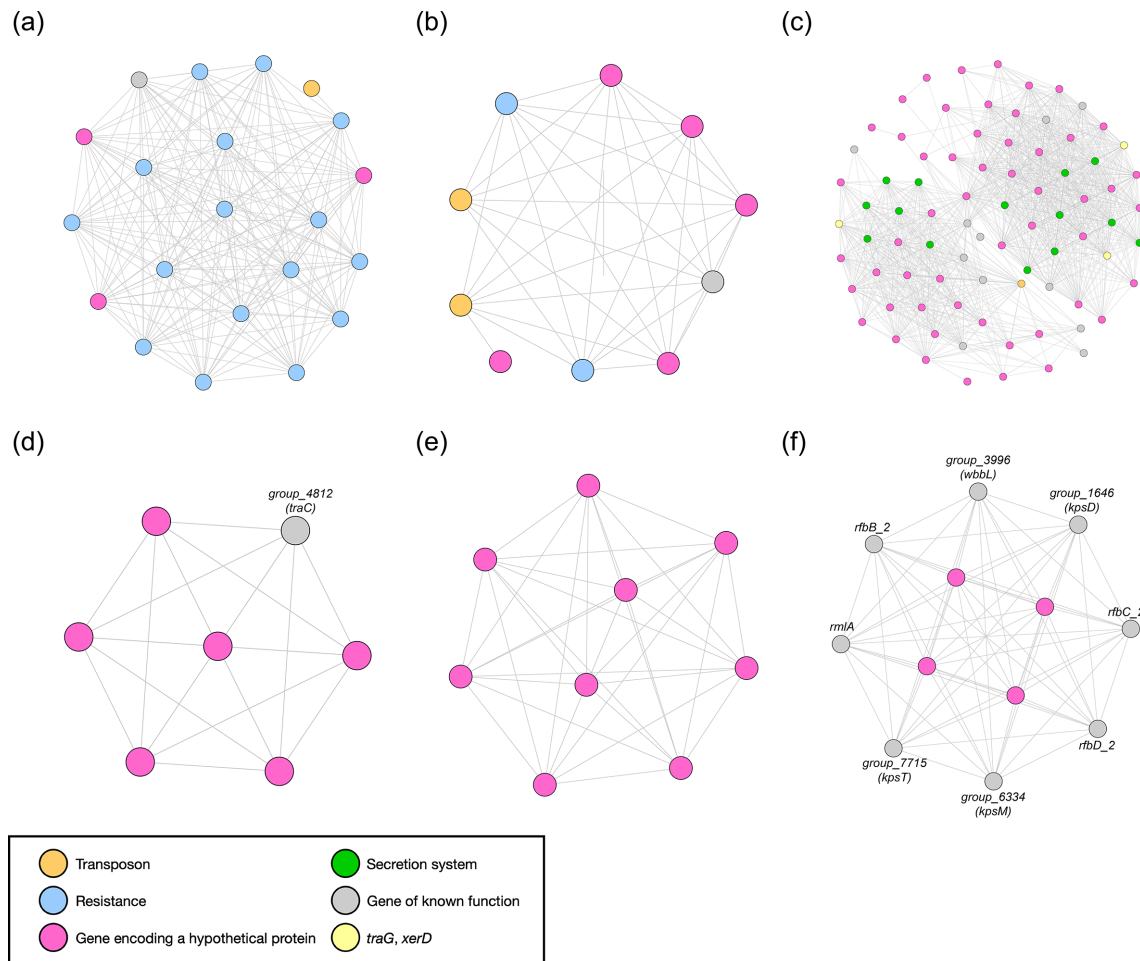 (a)
(b)
(c)
(d)
(e)
(f)
group_4812
(traC)
group_3996
(wbbL)
group_1646
(kpsD)
rfbB_2
rfbC_2
rmlA
rfbD_2
group_7715
(kpsT)
group_6334
(kpsM)
Transposon
Secretion system
Resistance
Gene of known function
Gene encoding a hypothetical protein
traG, xerD